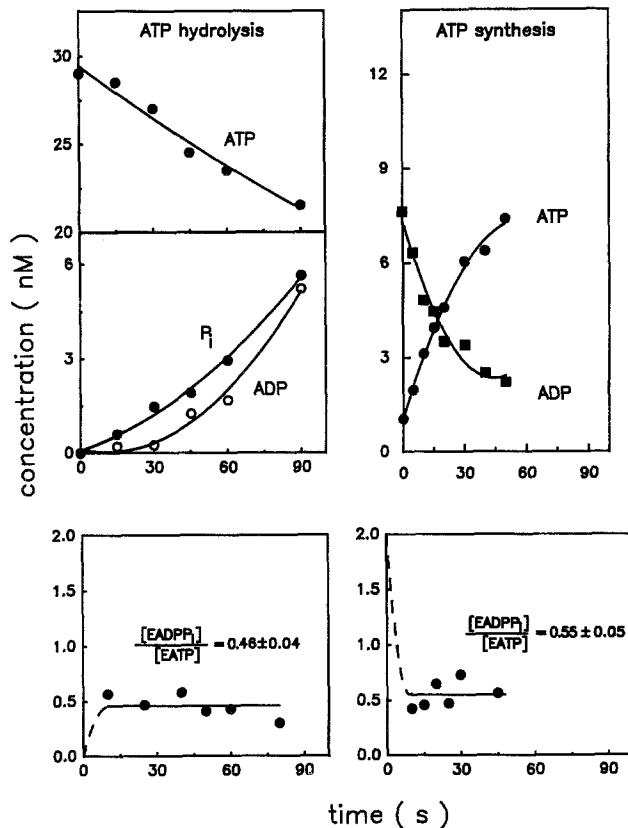 ATP hydrolysis
ATP synthesis
concentration ( nM )
30
25
20
ATP
6
3
0
Pi
ADP
0 30 60 90
12
9
6
3
0
ATP
ADP
0 30 60 90
2.0
1.5
1.0
0.5
0.0
[EADPPi]
[EATP]
=0.46±0.04
0 30 60 90
2.0
1.5
1.0
0.5
0.0
[EADPPi]
[EATP]
=0.55±0.05
0 30 60 90
time ( s )